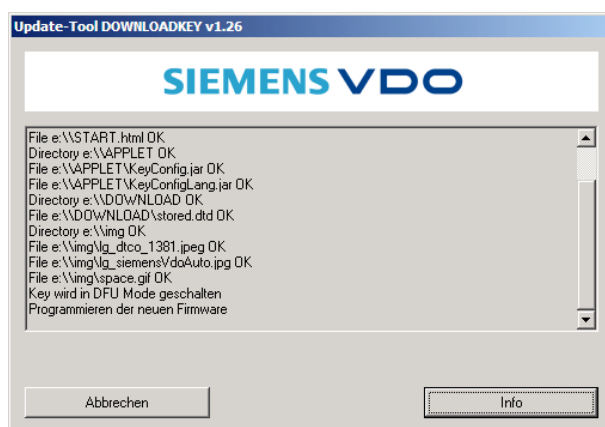 Update-Tool DOWNLOADKEY v1.26
SIEMENS VDO
File e:\\START.html OK
Directory e:\\APPLET OK
File e:\\APPLET\KeyConfig.jar OK
File e:\\APPLET\KeyConfigLang.jar OK
Directory e:\\DOWNLOAD OK
File e:\\DOWNLOAD\stored.dtd OK
Directory e:\\img OK
File e:\\img\lg_dtco_1381.jpeg OK
File e:\\img\lg_siemensVdoAuto.jpg OK
File e:\\img\space.gif OK
Key wird in DFU Mode geschalten
Programmieren der neuen Firmware
Abbrechen
Info